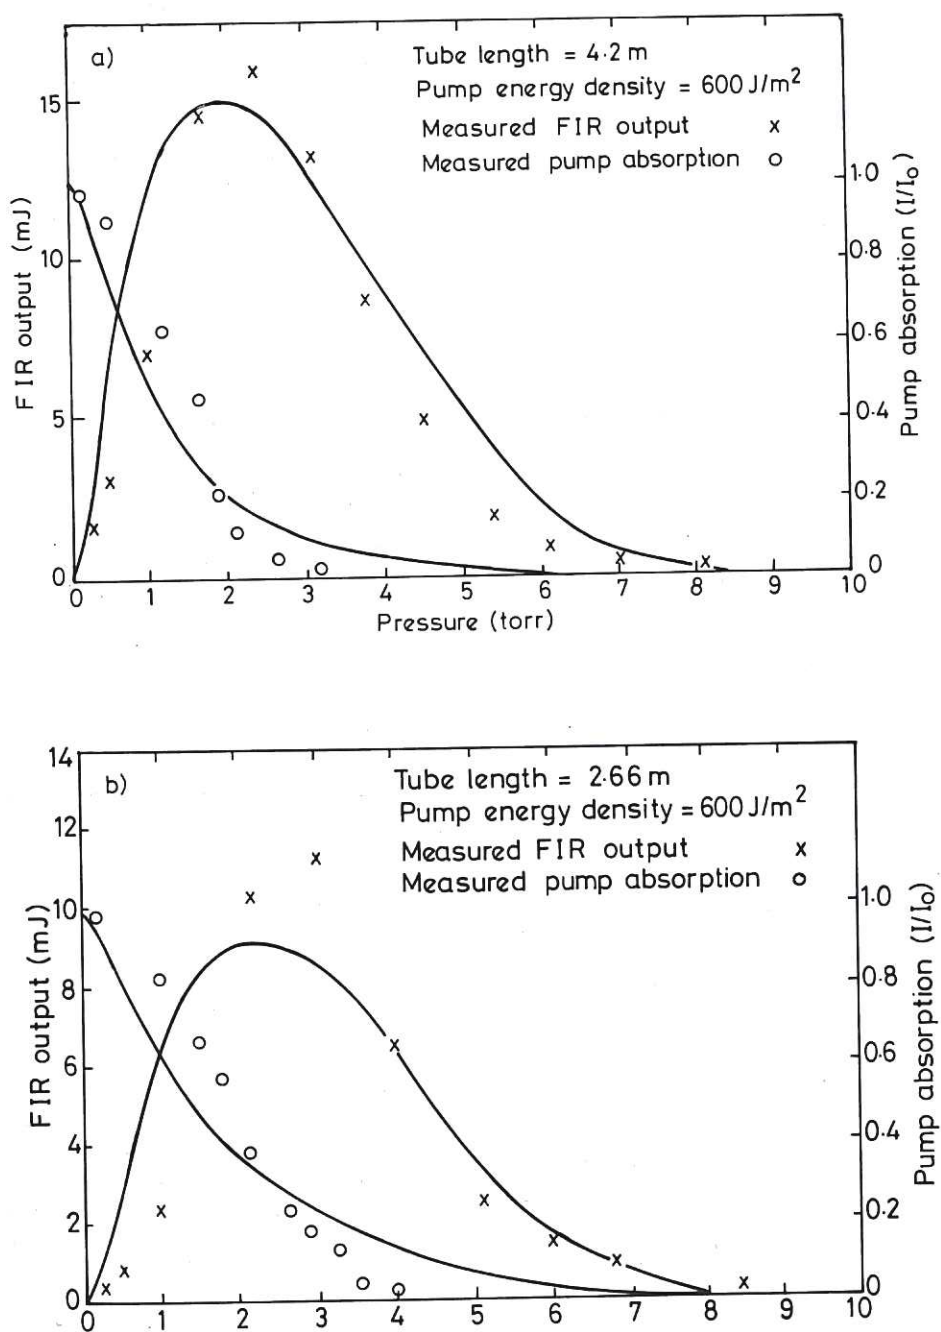 a)
Tube length = 4.2 m
Pump energy density = 600 J/m²
Measured FIR output x
Measured pump absorption o
FIR output (mJ)
15
10
5
0
Pump absorption (I/I₀)
1.0
0.8
0.6
0.4
0.2
0
0 1 2 3 4 5 6 7 8 9 10
Pressure (torr)
b)
Tube length = 2.66 m
Pump energy density = 600 J/m²
Measured FIR output x
Measured pump absorption o
FIR output (mJ)
14
12
10
8
6
4
2
0
Pump absorption (I/I₀)
1.0
0.8
0.6
0.4
0.2
0
0 1 2 3 4 5 6 7 8 9 10